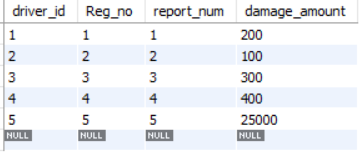 driver_id Reg_no report_num damage_amount
1 1 1 200
2 2 2 100
3 3 3 300
4 4 4 400
5 5 5 25000
NULL NULL NULL NULL